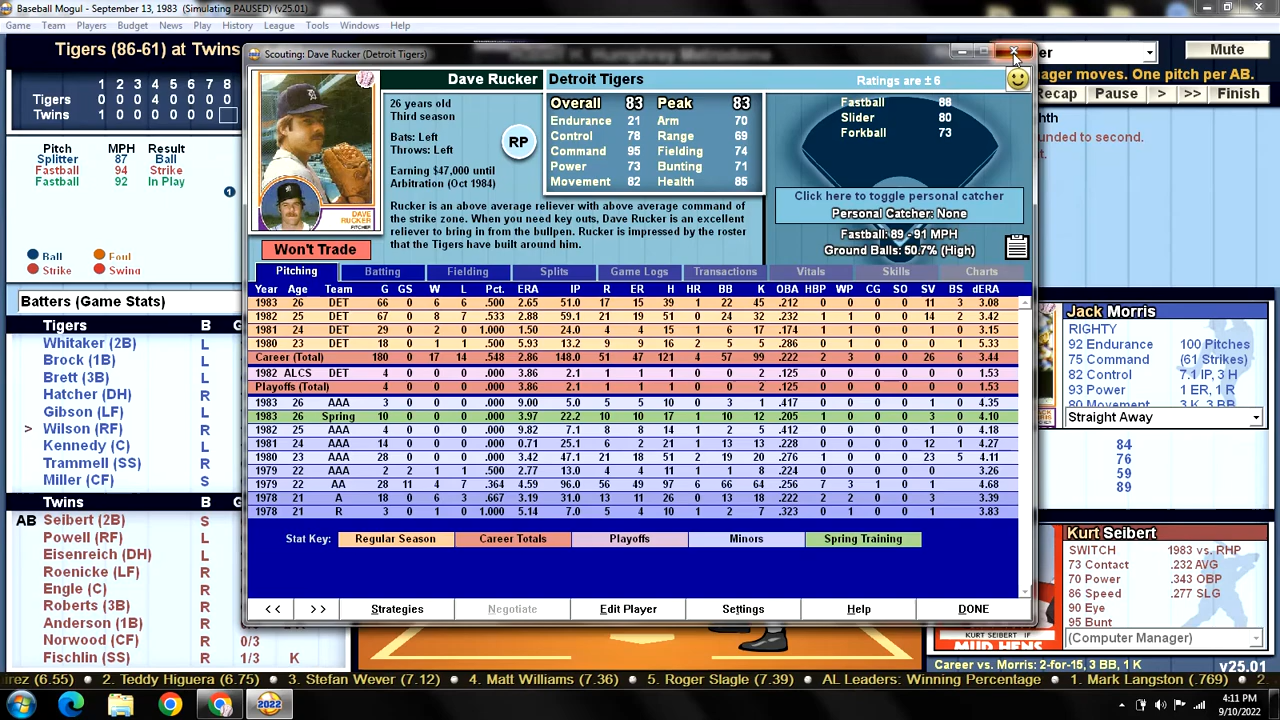 Baseball Mogul - September 13, 1983 (Simulating PAUSED) (v25.01)
Game Team Players Budget News Play History League Tools Windows Help
Tigers (86-61) at Twins
1 2 3 4 5 6 7 8
Tigers 1 0 0 4 0 0 0 0
Twins 1 0 0 0 0 0 0
Pitch MPH Result
Splitter 87 Ball
Fastball 94 Strike
Fastball 92 In Play
1
Ball Foul
Strike Swing
Batters (Game Stats)
Tigers B
Whitaker (2B) L
Brock (1B) L
Brett (3B) L
Hatcher (DH) R
Gibson (LF) L
> Wilson (RF) R
Kennedy (C) L
Trammell (SS) R
Miller (CF) L
Twins B
AB Seibert (2B) S
Powell (RF) L
Eisenreich (DH) L
Roenicke (LF) R
Engle (C) R
Roberts (3B) R
Anderson (1B) R
Norwood (CF) R 0/3
Fischlin (SS) R 1/3 K
Scouting: Dave Rucker (Detroit Tigers)
Dave Rucker Detroit Tigers
26 years old
Third season
Bats: Left
Throws: Left
Earning $47,000 until
Arbitration (Oct 1984)
RP
Overall 83 Peak 83
Endurance 21 Arm 70
Control 78 Range 69
Command 95 Fielding 74
Power 73 Bunting 71
Movement 82 Health 85
Ratings are ± 6
Fastball 88
Slider 80
Forkball 73
Click here to toggle personal catcher
Personal Catcher: None
Fastball: 89 - 91 MPH
Ground Balls: 50.7% (High)
DAVE RUCKER
Rucker is an above average reliever with above average command of
the strike zone. When you need key outs, Dave Rucker is an excellent
reliever to bring in from the bullpen. Rucker is impressed by the roster
that the Tigers have built around him.
Won't Trade
Pitching Batting Fielding Splits Game Logs Transactions Vitals Skills Charts
Year Age Team G GS W L Pct. ERA IP R ER H HR BB K OBA HBP WP CG SO SV BS dERA
1983 26 DET 66 0 6 6 .500 2.65 51.0 17 15 39 1 22 45 .212 0 0 0 0 11 3 3.08
1982 25 DET 67 0 8 7 .533 2.88 59.1 21 19 51 0 24 32 .232 1 0 0 0 14 2 3.42
1981 24 DET 29 0 2 0 1.000 1.50 24.0 4 4 15 1 6 17 .174 1 3 0 0 1 0 3.15
1980 23 DET 18 0 1 1 .500 5.93 13.2 9 9 16 2 5 5 .286 0 0 0 0 0 1 5.33
Career (Total) 180 0 17 14 .548 2.86 148.0 51 47 121 4 57 99 .222 2 3 0 0 26 6 3.44
1982 ALCS DET 4 0 0 0 .000 3.86 2.1 1 1 1 0 0 2 .125 0 0 0 0 0 0 1.53
Playoffs (Total) 4 0 0 0 .000 3.86 2.1 1 1 1 0 0 2 .125 0 0 0 0 0 0 1.53
1983 26 AAA 3 0 0 0 .000 9.00 5.0 5 5 10 0 3 1 .417 0 0 0 0 1 0 4.35
1983 26 Spring 10 0 0 0 .000 3.97 22.2 10 10 17 1 10 12 .205 1 0 0 0 3 0 4.10
1982 25 AAA 4 0 0 0 .000 9.82 7.1 8 8 14 1 2 5 .412 0 0 0 0 0 0 4.18
1981 24 AAA 14 0 0 0 .000 0.71 25.1 6 2 21 1 13 13 .228 0 0 0 0 12 1 4.27
1980 23 AAA 28 0 0 0 .000 3.42 47.1 21 18 51 2 19 20 .276 1 0 0 0 23 5 4.11
1979 22 AAA 2 2 1 1 .500 2.77 13.0 4 4 11 1 1 8 .224 0 0 0 0 0 0 3.26
1979 22 AA 28 11 4 7 .364 4.59 96.0 56 49 97 6 66 64 .256 7 3 0 0 1 0 4.68
1978 21 A 18 0 6 3 .667 3.19 31.0 13 11 26 0 13 18 .222 2 2 0 0 3 0 3.39
1978 21 R 3 0 1 0 1.000 5.14 7.0 5 4 10 1 2 7 .323 0 1 0 0 1 0 3.83
Stat Key: Regular Season Career Totals Playoffs Minors Spring Training
<< >> Strategies Negotiate Edit Player Settings Help DONE
Mute
One pitch per AB.
Recap Pause > >> Finish
Jack Morris
RIGHTY
92 Endurance 100 Pitches
75 Command (61 Strikes)
82 Control 7.1 IP, 3 H
93 Power 1 ER, 1 R
80 Movement 3 K, 3 BB
Straight Away
84
76
59
89
KURT SEIBERT IF
MUD HENS
Kurt Seibert
SWITCH 1983 vs. RHP
73 Contact .232 AVG
70 Power .343 OBP
86 Speed .277 SLG
90 Eye
95 Bunt
(Computer Manager)
Career vs. Morris: 2-for-15, 3 BB, 1 K v25.01
(6.55) 2. Teddy Higuera (6.75) 3. Stefan Wever (7.12) 4. Matt Williams (7.36) 5. Roger Slagle (7.39) AL Leaders: Winning Percentage 1. Mark Langston (.769) 2.
2022
4:11 PM
9/10/2022